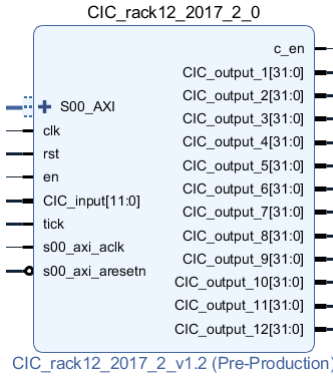 CIC_rack12_2017_2_0
c_en
CIC_output_1[31:0]
CIC_output_2[31:0]
CIC_output_3[31:0]
CIC_output_4[31:0]
CIC_output_5[31:0]
CIC_output_6[31:0]
CIC_output_7[31:0]
CIC_output_8[31:0]
CIC_output_9[31:0]
CIC_output_10[31:0]
CIC_output_11[31:0]
CIC_output_12[31:0]
S00_AXI
clk
rst
en
CIC_input[11:0]
tick
s00_axi_aclk
s00_axi_aresetn
CIC_rack12_2017_2_v1.2 (Pre-Production)